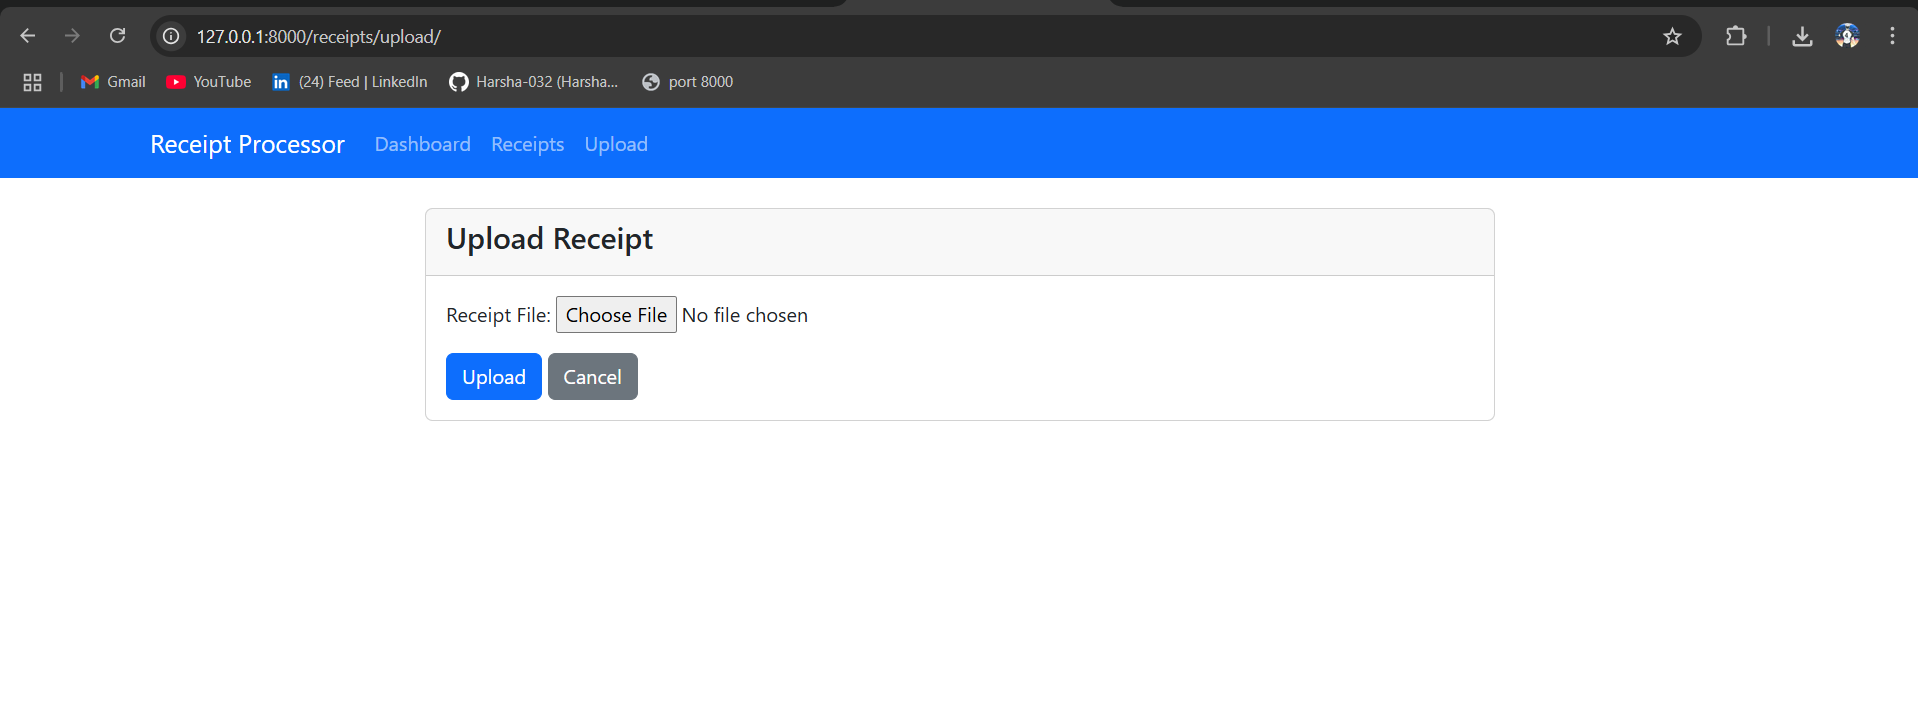 127.0.0.1:8000/receipts/upload/
Gmail YouTube in (24) Feed | LinkedIn Harsha-032 (Harsha... port 8000
Receipt Processor Dashboard Receipts Upload
Upload Receipt
Receipt File: Choose File No file chosen
Upload Cancel